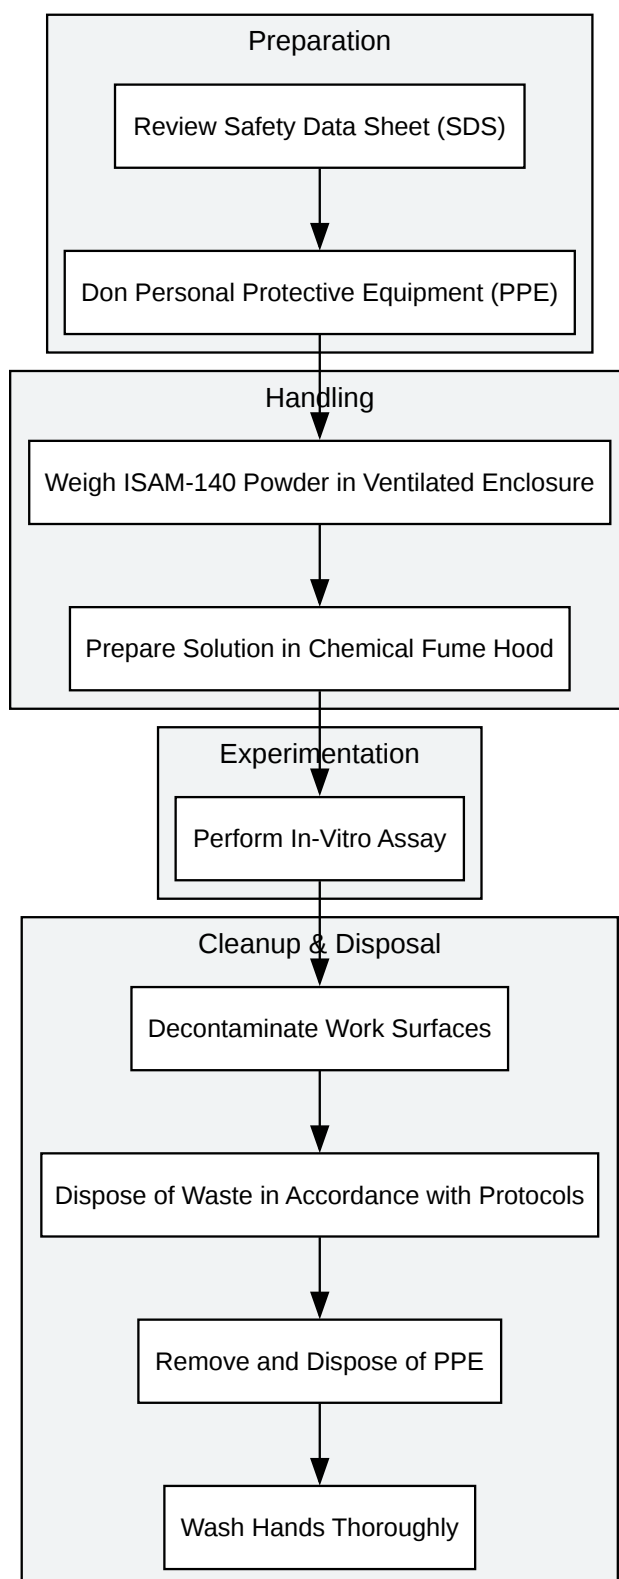 Preparation
Review Safety Data Sheet (SDS)
Don Personal Protective Equipment (PPE)
Handling
Weigh ISAM-140 Powder in Ventilated Enclosure
Prepare Solution in Chemical Fume Hood
Experimentation
Perform In-Vitro Assay
Cleanup & Disposal
Decontaminate Work Surfaces
Dispose of Waste in Accordance with Protocols
Remove and Dispose of PPE
Wash Hands Thoroughly